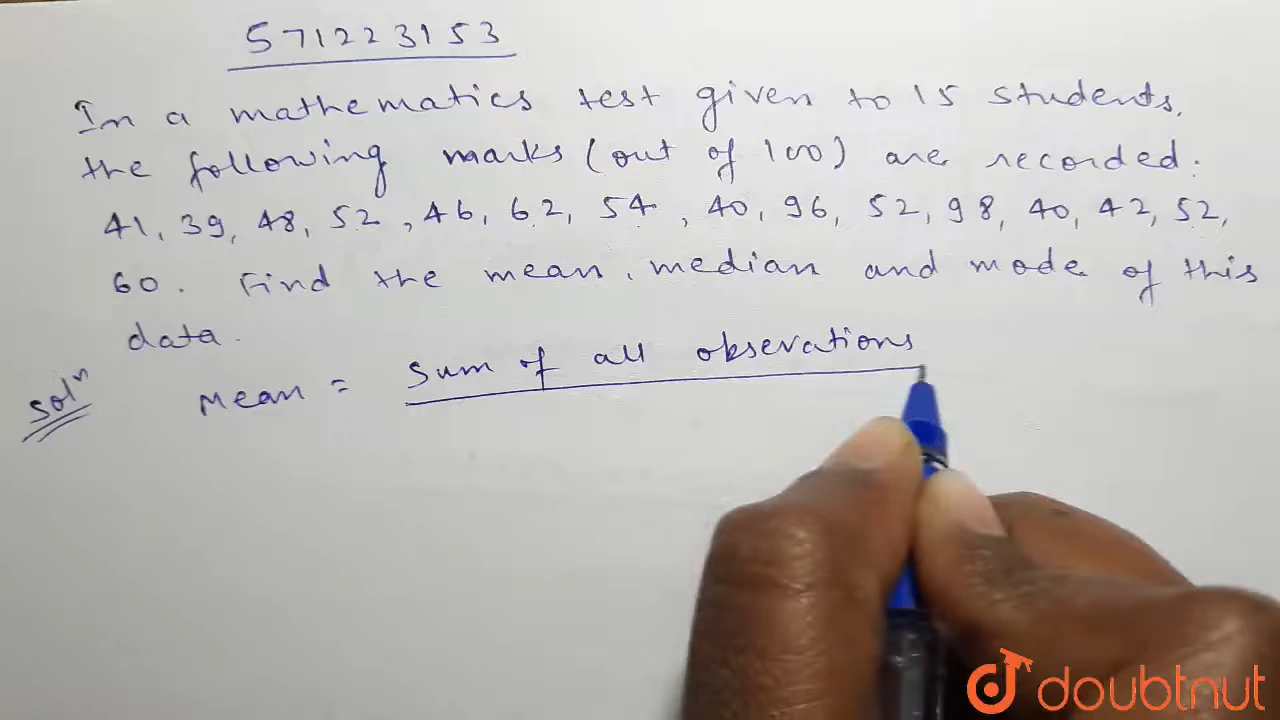 571223153
In a mathematics test given to 15 students,
the following marks (out of 100) are recorded:
41, 39, 48, 52, 46, 62, 54, 40, 96, 52, 98, 40, 42, 52,
60. Find the mean, median and mode of this
data.
Solⁿ Mean = Sum of all obsevations
doubtnut